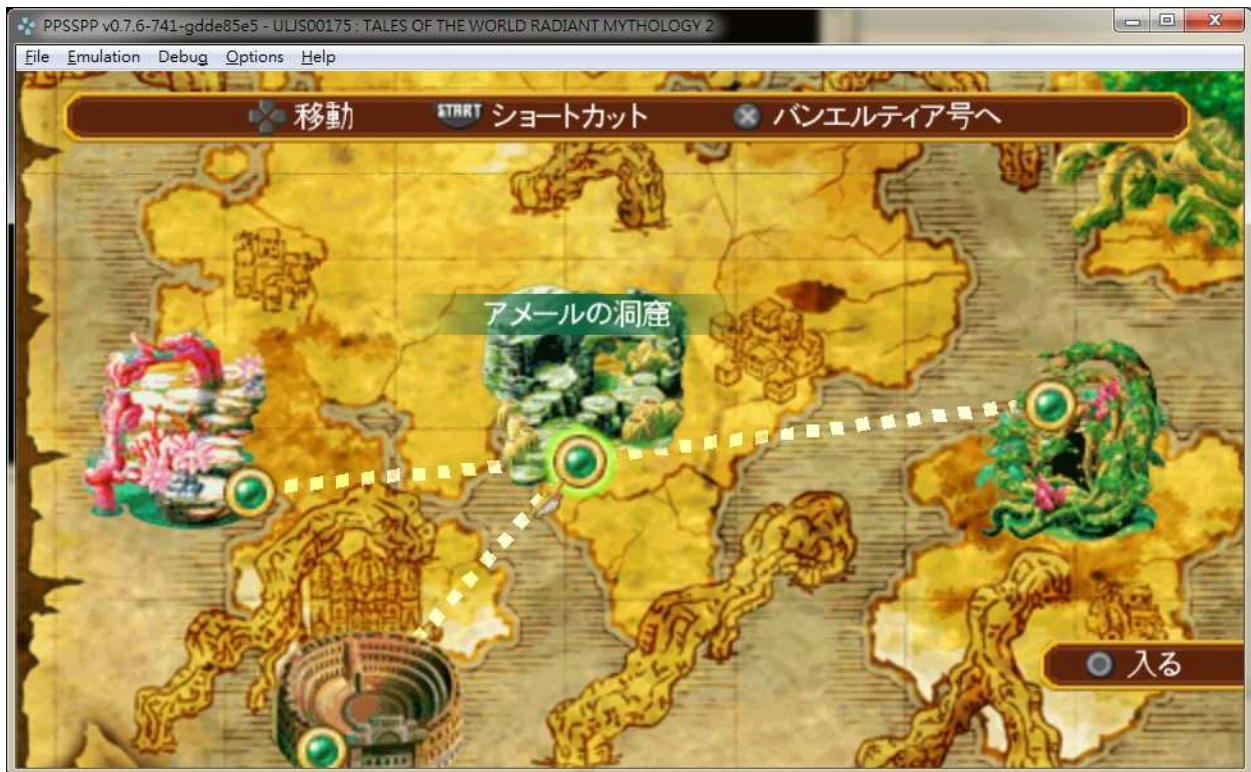 PPSSPP v0.7.6-741-gdde85e5 - ULJS00175 : TALES OF THE WORLD RADIANT MYTHOLOGY 2
File Emulation Debug Options Help
移動 START ショートカット バンエルティア号へ
アメールの洞窟
入る